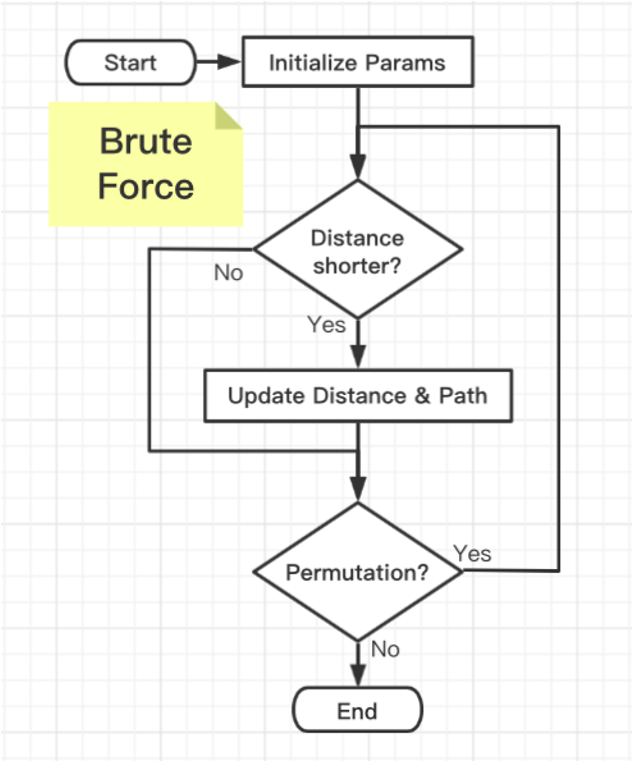 Start
Initialize Params
Brute
Force
Distance
shorter?
No
Yes
Update Distance & Path
Permutation?
Yes
No
End